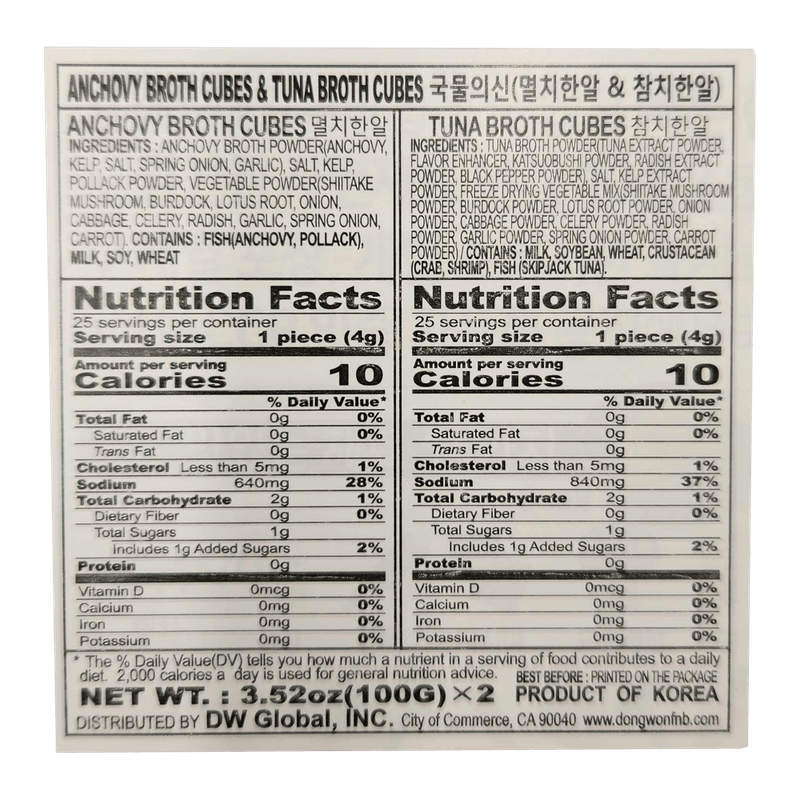 ANCHOVY BROTH CUBES & TUNA BROTH CUBES 국물의신(멸치한알 & 참치한알)
ANCHOVY BROTH CUBES 멸치한알
INGREDIENTS : ANCHOVY BROTH POWDER(ANCHOVY,
KELP, SALT, SPRING ONION, GARLIC), SALT, KELP,
POLLACK POWDER, VEGETABLE POWDER(SHIITAKE
MUSHROOM, BURDOCK, LOTUS ROOT, ONION,
CABBAGE, CELERY, RADISH, GARLIC, SPRING ONION,
CARROT). CONTAINS : FISH(ANCHOVY, POLLACK),
MILK, SOY, WHEAT
Nutrition Facts
25 servings per container
Serving size 1 piece (4g)
Amount per serving
Calories 10
% Daily Value*
Total Fat 0g 0%
Saturated Fat 0g 0%
Trans Fat 0g
Cholesterol Less than 5mg 1%
Sodium 640mg 28%
Total Carbohydrate 2g 1%
Dietary Fiber 0g 0%
Total Sugars 1g
Includes 1g Added Sugars 2%
Protein 0g
Vitamin D 0mcg 0%
Calcium 0mg 0%
Iron 0mg 0%
Potassium 0mg 0%
TUNA BROTH CUBES 참치한알
INGREDIENTS : TUNA BROTH POWDER(TUNA EXTRACT POWDER,
FLAVOR ENHANCER, KATSUOBUSHI POWDER, RADISH EXTRACT
POWDER, BLACK PEPPER POWDER), SALT, KELP EXTRACT
POWDER, FREEZE DRYING VEGETABLE MIX(SHIITAKE MUSHROOM
POWDER, BURDOCK POWDER, LOTUS ROOT POWDER, ONION
POWDER, CABBAGE POWDER, CELERY POWDER, RADISH
POWDER, GARLIC POWDER, SPRING ONION POWDER, CARROT
POWDER) / CONTAINS : MILK, SOYBEAN, WHEAT, CRUSTACEAN
(CRAB, SHRIMP), FISH (SKIPJACK TUNA).
Nutrition Facts
25 servings per container
Serving size 1 piece (4g)
Amount per serving
Calories 10
% Daily Value*
Total Fat 0g 0%
Saturated Fat 0g 0%
Trans Fat 0g
Cholesterol Less than 5mg 1%
Sodium 840mg 37%
Total Carbohydrate 2g 1%
Dietary Fiber 0g 0%
Total Sugars 1g
Includes 1g Added Sugars 2%
Protein 0g
Vitamin D 0mcg 0%
Calcium 0mg 0%
Iron 0mg 0%
Potassium 0mg 0%
* The % Daily Value(DV) tells you how much a nutrient in a serving of food contributes to a daily
diet. 2,000 calories a day is used for general nutrition advice. BEST BEFORE : PRINTED ON THE PACKAGE
NET WT. : 3.52oz(100G)×2 PRODUCT OF KOREA
DISTRIBUTED BY DW Global, INC. City of Commerce, CA 90040 www.dongwonfnb.com